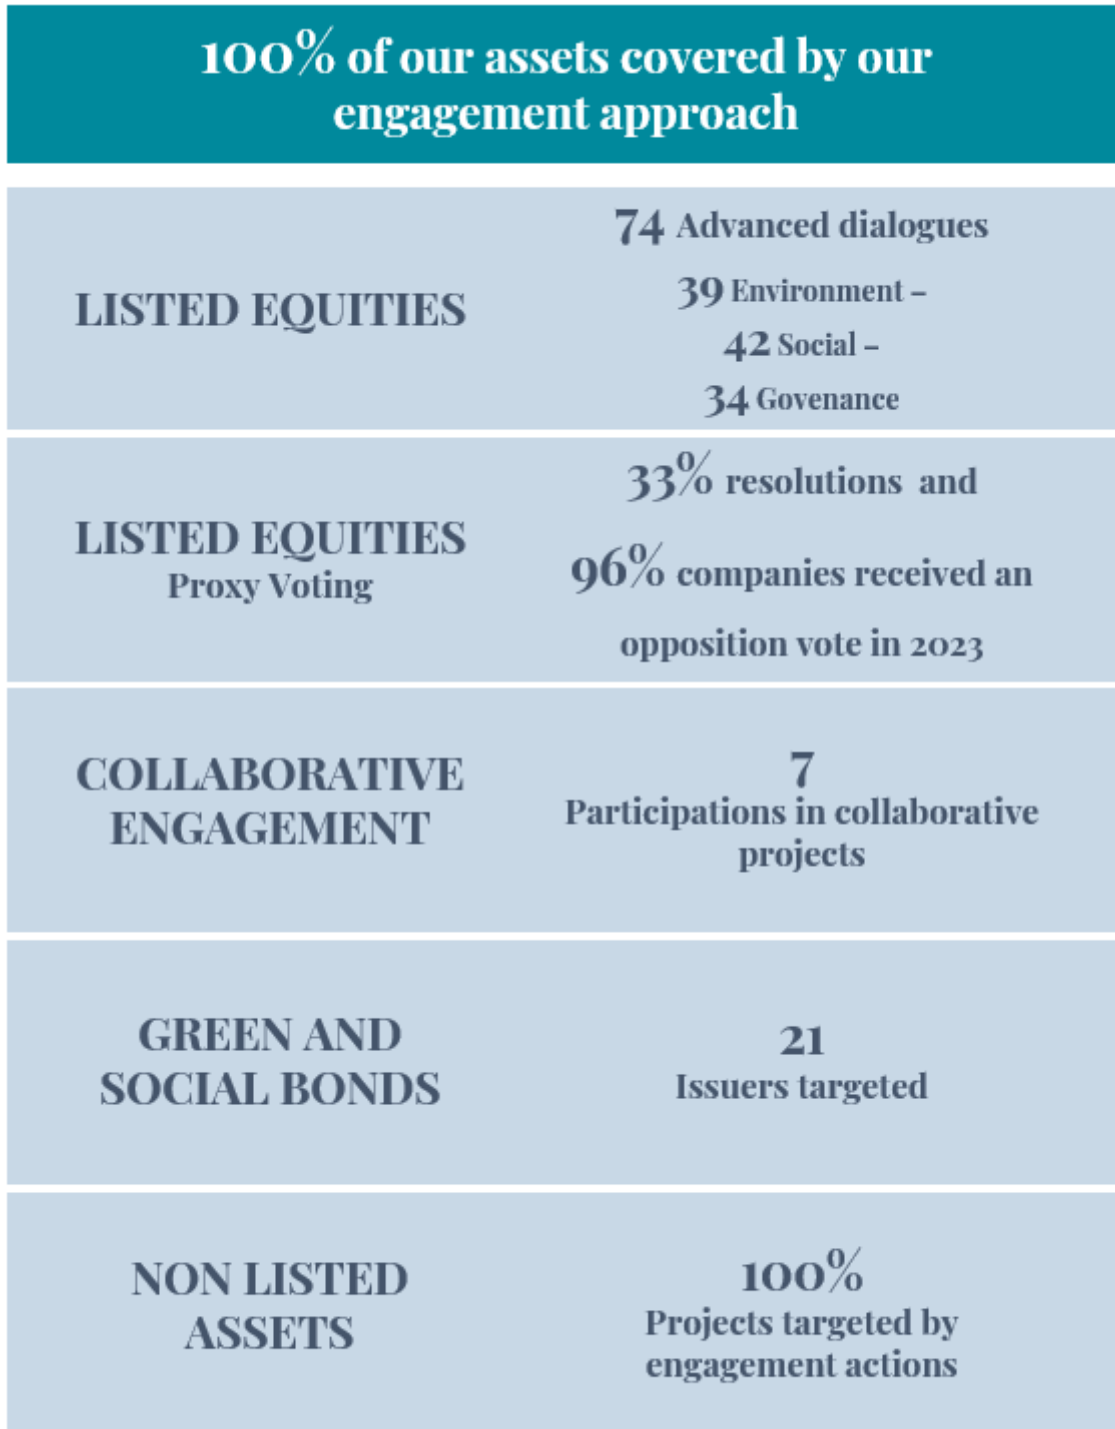 100% of our assets covered by our
engagement approach
LISTED EQUITIES
74 Advanced dialogues
39 Environment –
42 Social –
34 Govenance
LISTED EQUITIES
Proxy Voting
33% resolutions and
96% companies received an
opposition vote in 2023
COLLABORATIVE
ENGAGEMENT
7
Participations in collaborative
projects
GREEN AND
SOCIAL BONDS
21
Issuers targeted
NON LISTED
ASSETS
100%
Projects targeted by
engagement actions